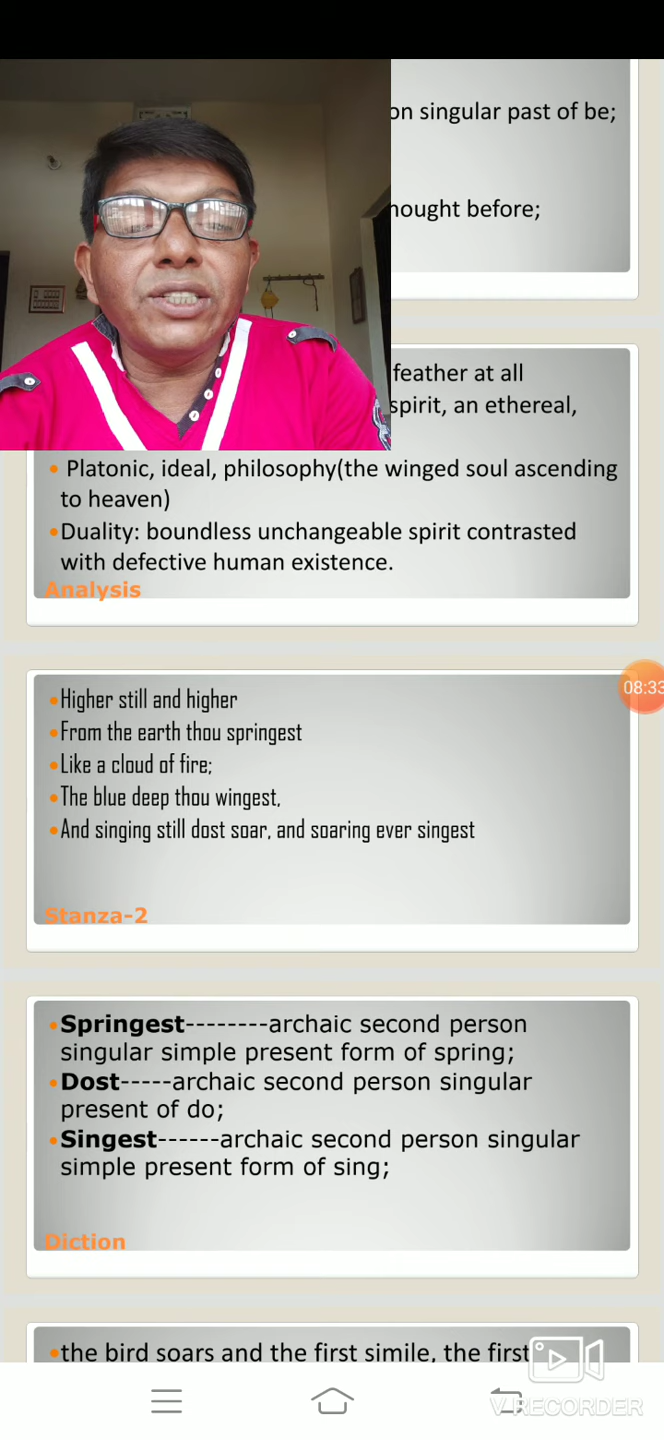 on singular past of be;
hought before;
feather at all
spirit, an ethereal,
• Platonic, ideal, philosophy(the winged soul ascending
to heaven)
•Duality: boundless unchangeable spirit contrasted
with defective human existence.
Analysis
•Higher still and higher
•From the earth thou springest
•Like a cloud of fire;
•The blue deep thou wingest,
•And singing still dost soar, and soaring ever singest
08:33
Stanza-2
•Springest--------archaic second person
singular simple present form of spring;
•Dost-----archaic second person singular
present of do;
•Singest------archaic second person singular
simple present form of sing;
Diction
•the bird soars and the first simile, the first
V RECORDER